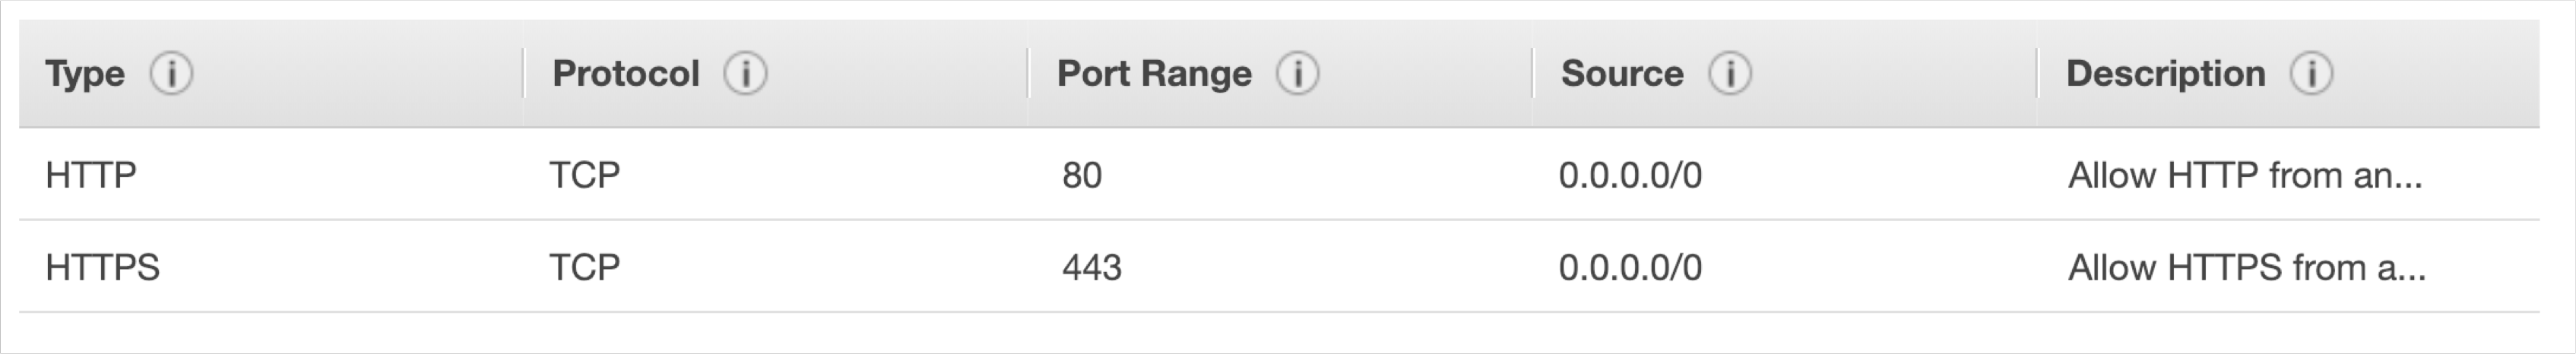 Type Protocol Port Range Source Description
HTTP TCP 80 0.0.0.0/0 Allow HTTP from an...
HTTPS TCP 443 0.0.0.0/0 Allow HTTPS from a...